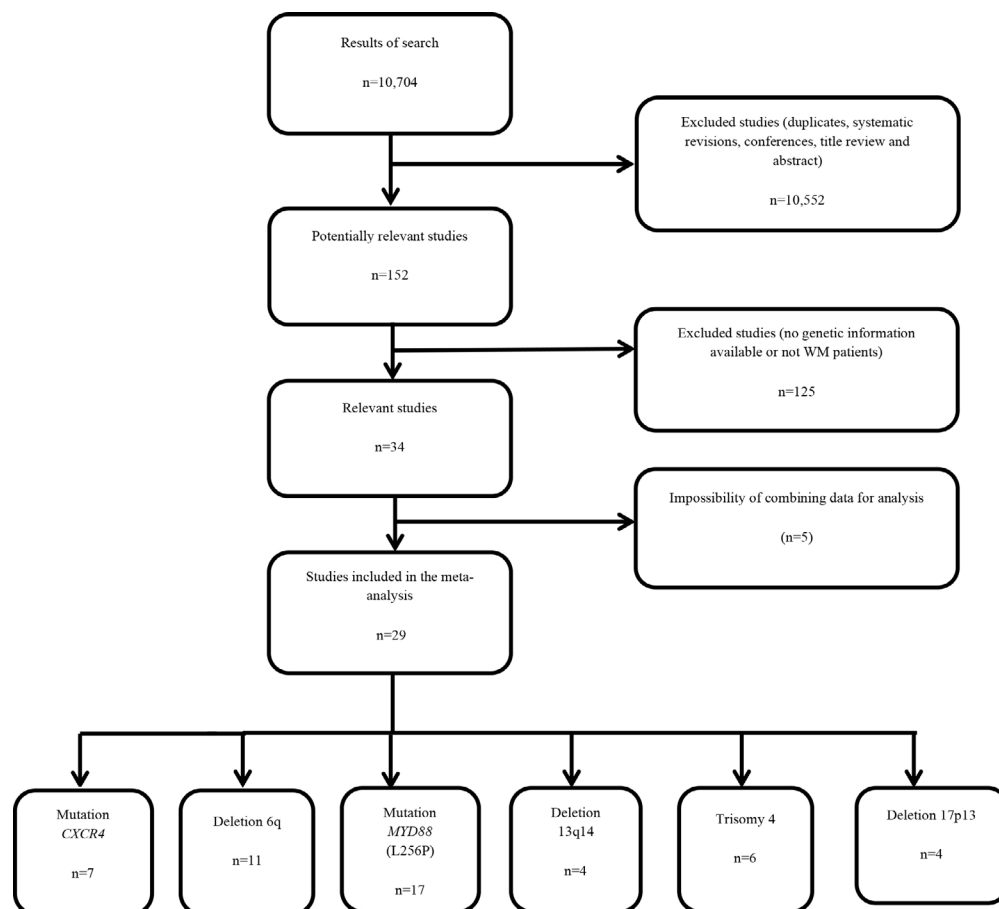 Results of search
n=10,704
Excluded studies (duplicates, systematic
revisions, conferences, title review and
abstract)
n=10,552
Potentially relevant studies
n=152
Excluded studies (no genetic information
available or not WM patients)
n=125
Relevant studies
n=34
Impossibility of combining data for analysis
(n=5)
Studies included in the meta-
analysis
n=29
Mutation
CXCR4
n=7
Deletion 6q
n=11
Mutation
MYD88
(L256P)
n=17
Deletion
13q14
n=4
Trisomy 4
n=6
Deletion 17p13
n=4